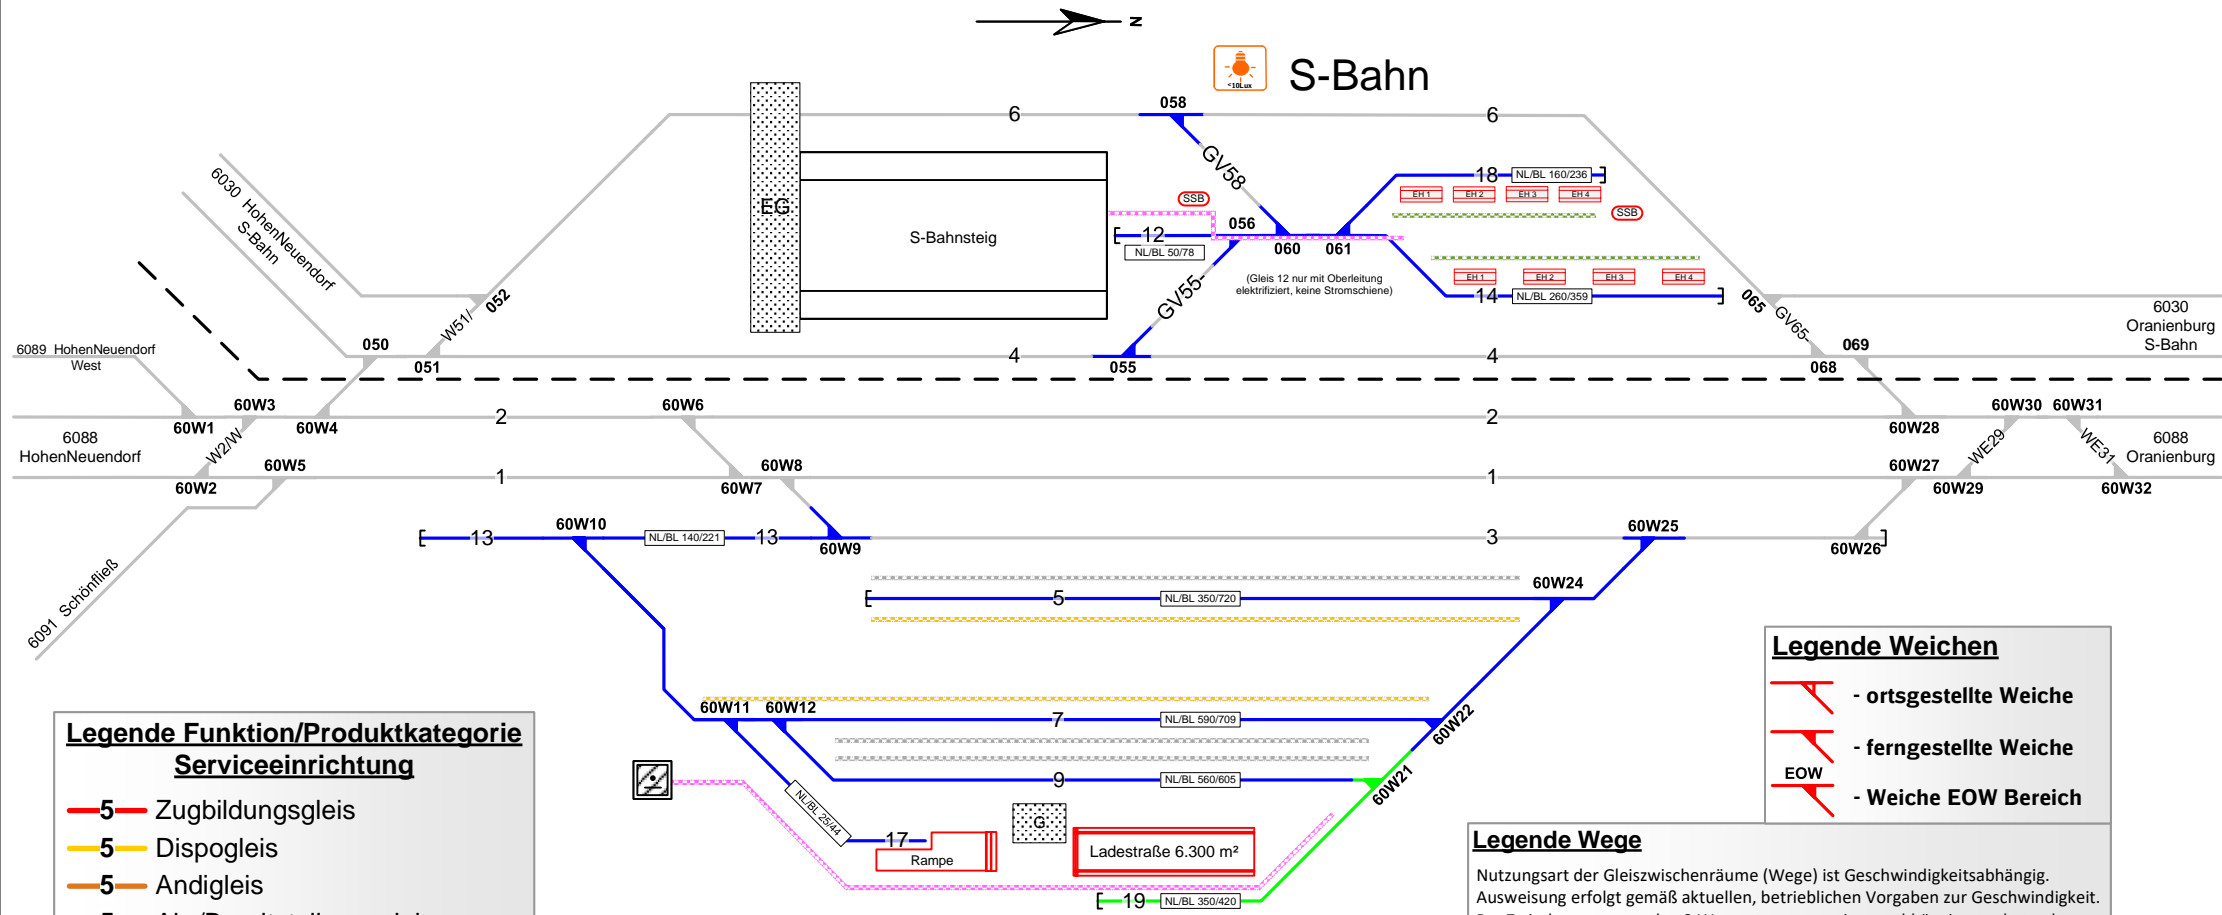 N
<10Lux
S-Bahn
6
058
6
6030 HohenNeuendorf
S-Bahn
GV58
18
NL/BL 160/236
EH 1
EH 2
EH 3
EH 4
SSB
SSB
EG
S-Bahnsteig
12
NL/BL 50/78
056
060
061
(Gleis 12 nur mit Oberleitung
elektrifiziert, keine Stromschiene)
EH 1
EH 2
EH 3
EH 4
14
NL/BL 260/359
GV55-
052
W51/
065
GV65-
6030
Oranienburg
S-Bahn
6089 HohenNeuendorf
West
050
051
4
055
4
068
069
60W1
60W3
60W4
2
60W6
2
60W28
60W30
60W31
6088
HohenNeuendorf
W2/W
WE29
WE31
6088
Oranienburg
60W2
60W5
1
60W7
60W8
1
60W27
60W29
60W32
13
60W10
NL/BL 140/221
13
60W9
3
60W25
60W26
6091 Schönfließ
5
NL/BL 350/720
60W24
60W11
60W12
7
NL/BL 590/709
60W22
9
NL/BL 560/605
60W21
NL/BL 25/44
17
Rampe
G
Ladestraße 6.300 m²
19
NL/BL 350/420
Legende Funktion/Produktkategorie
Serviceeinrichtung
5 Zugbildungsgleis
5 Dispogleis
5 Andigleis
Legende Weichen
- ortsgestellte Weiche
- ferngestellte Weiche
EOW
- Weiche EOW Bereich
Legende Wege
Nutzungsart der Gleiszwischenräume (Wege) ist Geschwindigkeitsabhängig.
Ausweisung erfolgt gemäß aktuellen, betrieblichen Vorgaben zur Geschwindigkeit.